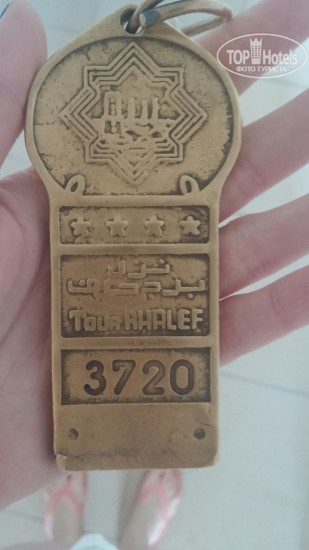 TOP Hotels
ФОТО ТУРИСТА
نزل
برج خلف
TOUR KHALEF
3720